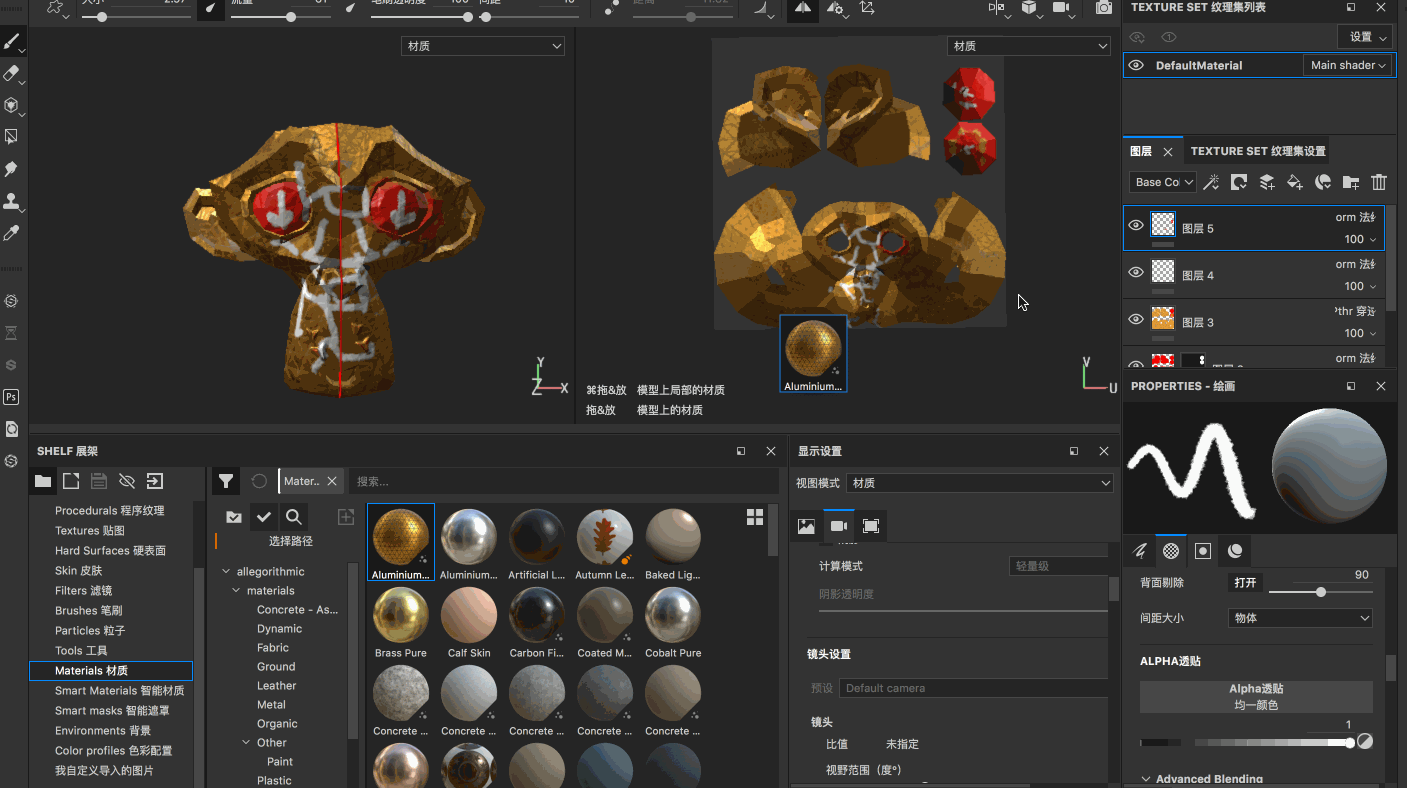 大小 2.57 流量 81 笔刷透明度 100 间距 10 距离 11.02
材质
材质
Y
Z X
V
U
⌘拖&放 模型上局部的材质
拖&放 模型上的材质
Aluminium...
TEXTURE SET 纹理集列表
设置
DefaultMaterial Main shader
图层 TEXTURE SET 纹理集设置
Base Co
图层 5
orm 法
100
图层 4
orm 法
100
图层 3
Pthr 穿
100
orm 法
SHELF 展架
Mater..
搜索...
Procedurals 程序纹理
Textures 贴图
Hard Surfaces 硬表面
Skin 皮肤
Filters 滤镜
Brushes 笔刷
Particles 粒子
Tools 工具
Materials 材质
Smart Materials 智能材质
Smart masks 智能遮罩
Environments 背景
Color profiles 色彩配置
我自定义导入的图片
选择路径
allegorithmic
materials
Concrete - As...
Dynamic
Fabric
Ground
Leather
Metal
Organic
Other
Paint
Plastic
Aluminium... Aluminium... Artificial L... Autumn Le... Baked Lig...
Brass Pure Calf Skin Carbon Fi... Coated M... Cobalt Pure
Concrete ... Concrete ... Concrete ... Concrete ... Concrete ...
显示设置
视图模式 材质
计算模式 轻量级
阴影透明度
镜头设置
预设 Default camera
镜头
比值 未指定
视野范围（度°）
PROPERTIES - 绘画
背面剔除 打开 90
间距大小 物体
ALPHA透贴
Alpha透贴
均一颜色
1
Advanced Blending
Ps